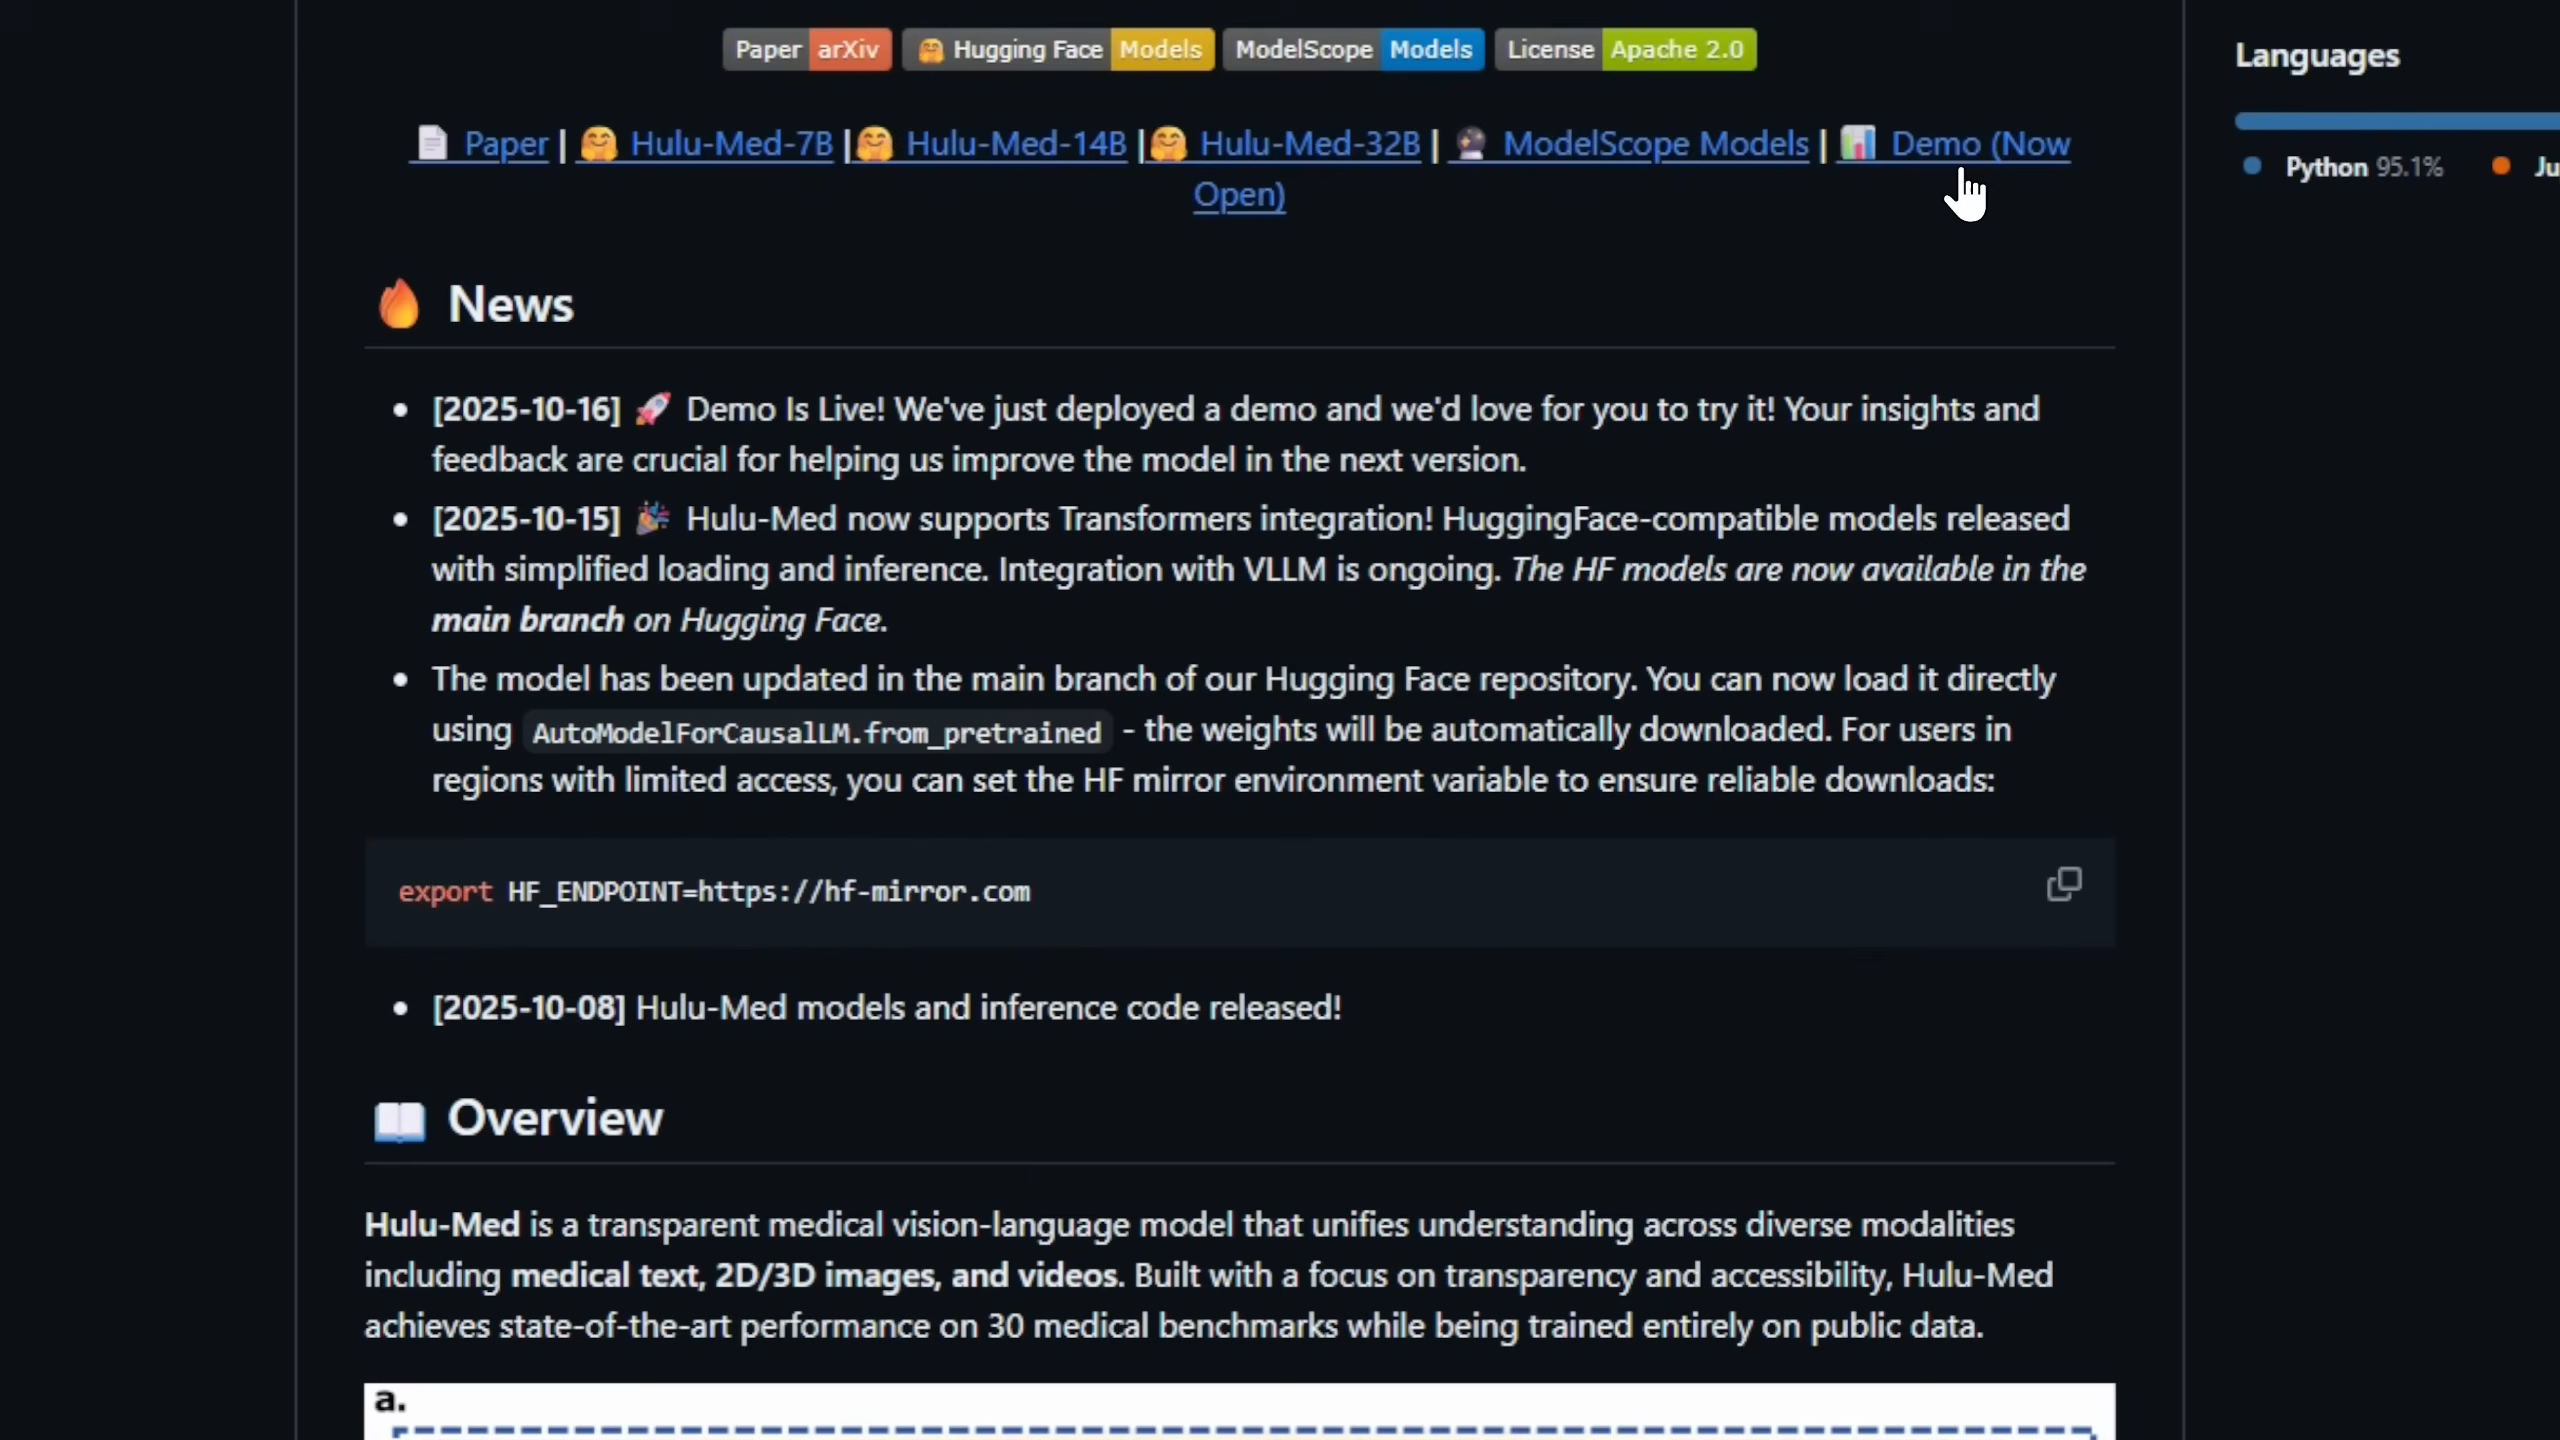 Paper arXiv Hugging Face Models ModelScope Models License Apache 2.0
Paper | Hulu-Med-7B | Hulu-Med-14B | Hulu-Med-32B | ModelScope Models | Demo (Now
Open)
Languages
Python 95.1%
News
[2025-10-16] 🚀 Demo Is Live! We've just deployed a demo and we'd love for you to try it! Your insights and
feedback are crucial for helping us improve the model in the next version.
[2025-10-15] 🎉 Hulu-Med now supports Transformers integration! HuggingFace-compatible models released
with simplified loading and inference. Integration with VLLM is ongoing. The HF models are now available in the
main branch on Hugging Face.
The model has been updated in the main branch of our Hugging Face repository. You can now load it directly
using AutoModelForCausalLM.from_pretrained - the weights will be automatically downloaded. For users in
regions with limited access, you can set the HF mirror environment variable to ensure reliable downloads:
export HF_ENDPOINT=https://hf-mirror.com
[2025-10-08] Hulu-Med models and inference code released!
Overview
Hulu-Med is a transparent medical vision-language model that unifies understanding across diverse modalities
including medical text, 2D/3D images, and videos. Built with a focus on transparency and accessibility, Hulu-Med
achieves state-of-the-art performance on 30 medical benchmarks while being trained entirely on public data.
a.